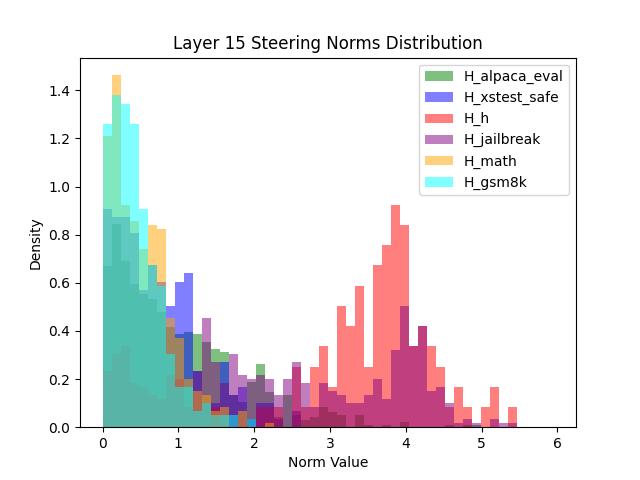 Layer 15 Steering Norms Distribution
H_alpaca_eval
H_xstest_safe
H_h
H_jailbreak
H_math
H_gsm8k
Density
1.4
1.2
1.0
0.8
0.6
0.4
0.2
0.0
0 1 2 3 4 5 6
Norm Value